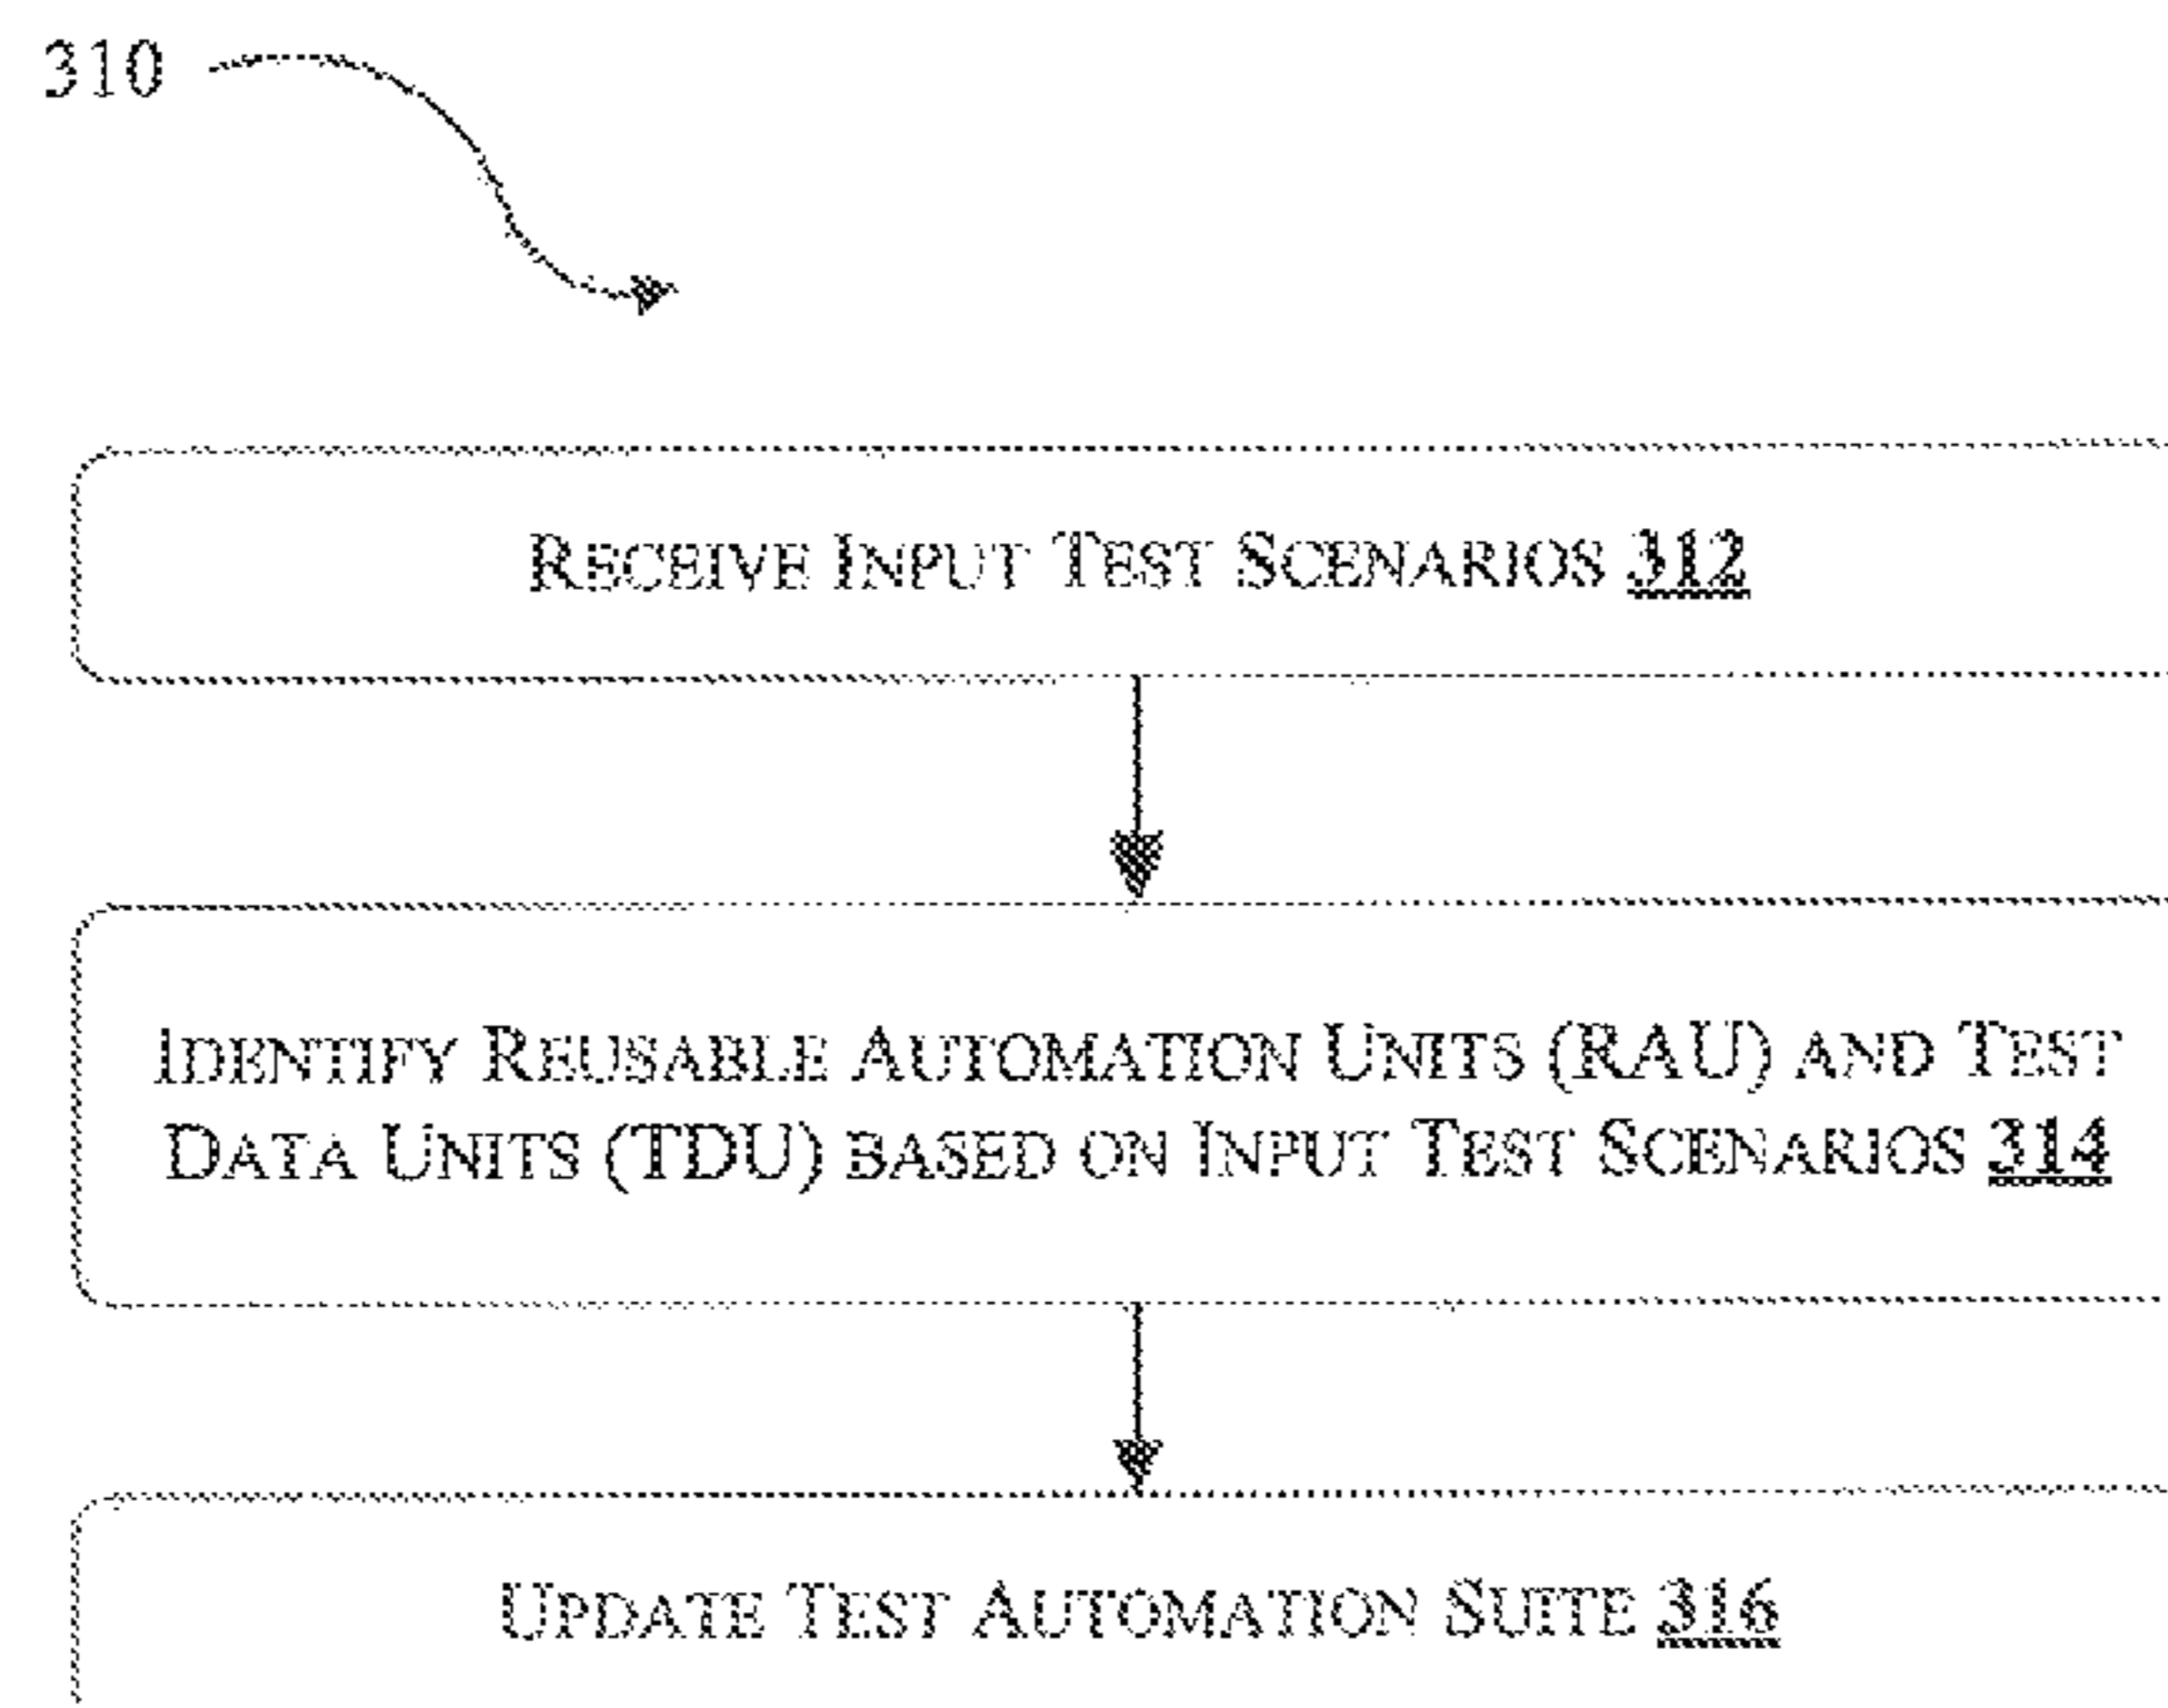 310
Receive Input Test Scenarios 312
Identify Reusable Automation Units (RAU) and Test
Data Units (TDU) based on Input Test Scenarios 314
Update Test Automation Suite 316